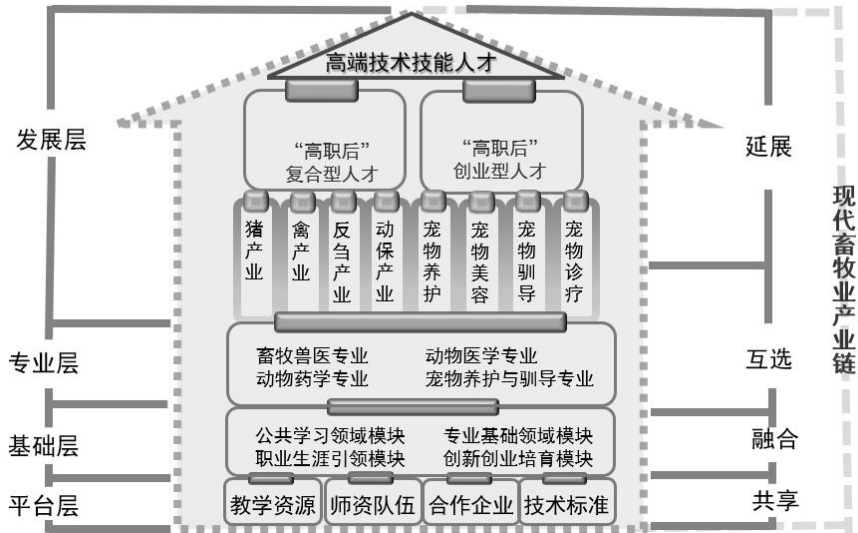 高端技术技能人才
发展层
“高职后”
复合型人才
“高职后”
创业型人才
延展
猪产业
禽产业
反刍产业
动保产业
宠物养护
宠物美容
宠物驯导
宠物诊疗
现代畜牧业产业链
专业层
畜牧兽医专业
动物医学专业
动物药学专业
宠物养护与驯导专业
互选
基础层
公共学习领域模块
专业基础领域模块
职业生涯引领模块
创新创业培育模块
融合
平台层
教学资源
师资队伍
合作企业
技术标准
共享